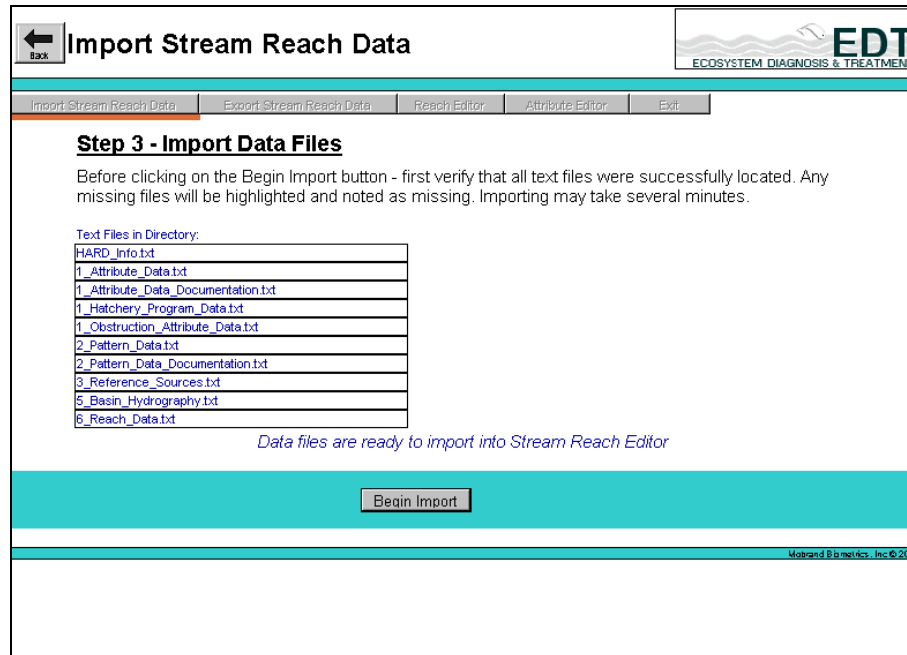 Back
Import Stream Reach Data
EDT
ECOSYSTEM DIAGNOSIS & TREATMEN
Import Stream Reach Data
Export Stream Reach Data
Reach Editor
Attribute Editor
Exit
Step 3 - Import Data Files
Before clicking on the Begin Import button - first verify that all text files were successfully located. Any
missing files will be highlighted and noted as missing. Importing may take several minutes.
Text Files in Directory:
HARD_Info.txt
1_Attribute_Data.txt
1_Attribute_Data_Documentation.txt
1_Hatchery_Program_Data.txt
1_Obstruction_Attribute_Data.txt
2_Pattern_Data.txt
2_Pattern_Data_Documentation.txt
3_Reference_Sources.txt
5_Basin_Hydrography.txt
6_Reach_Data.txt
Data files are ready to import into Stream Reach Editor
Begin Import
Mobrand Biometrics, Inc © 20